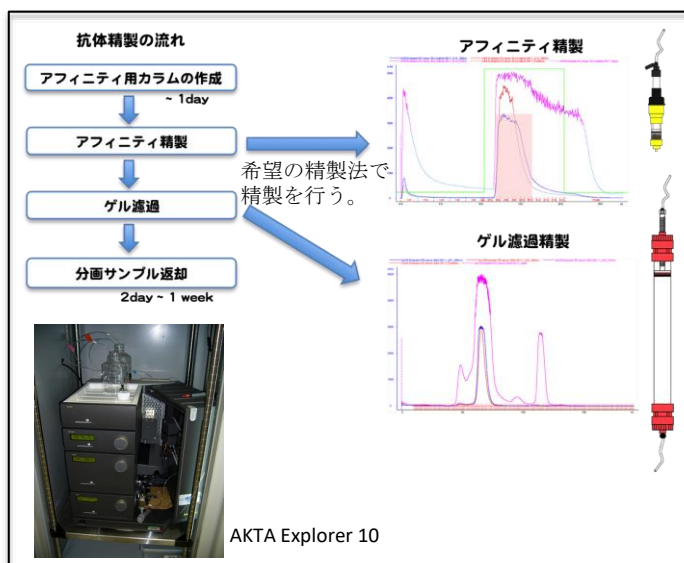 抗体精製の流れ
アフィニティ用カラムの作成
~ 1day
アフィニティ精製
ゲル濾過
分画サンプル返却
2day ~ 1 week
希望の精製法で
精製を行う。
アフィニティ精製
ゲル濾過精製
AKTA Explorer 10